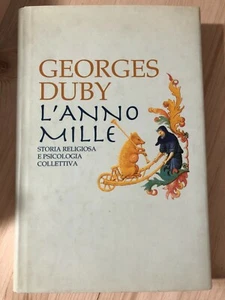 GEORGES
DUBY
L'ANNO
MILLE
STORIA RELIGIOSA
E PSICOLOGIA
COLLETTIVA